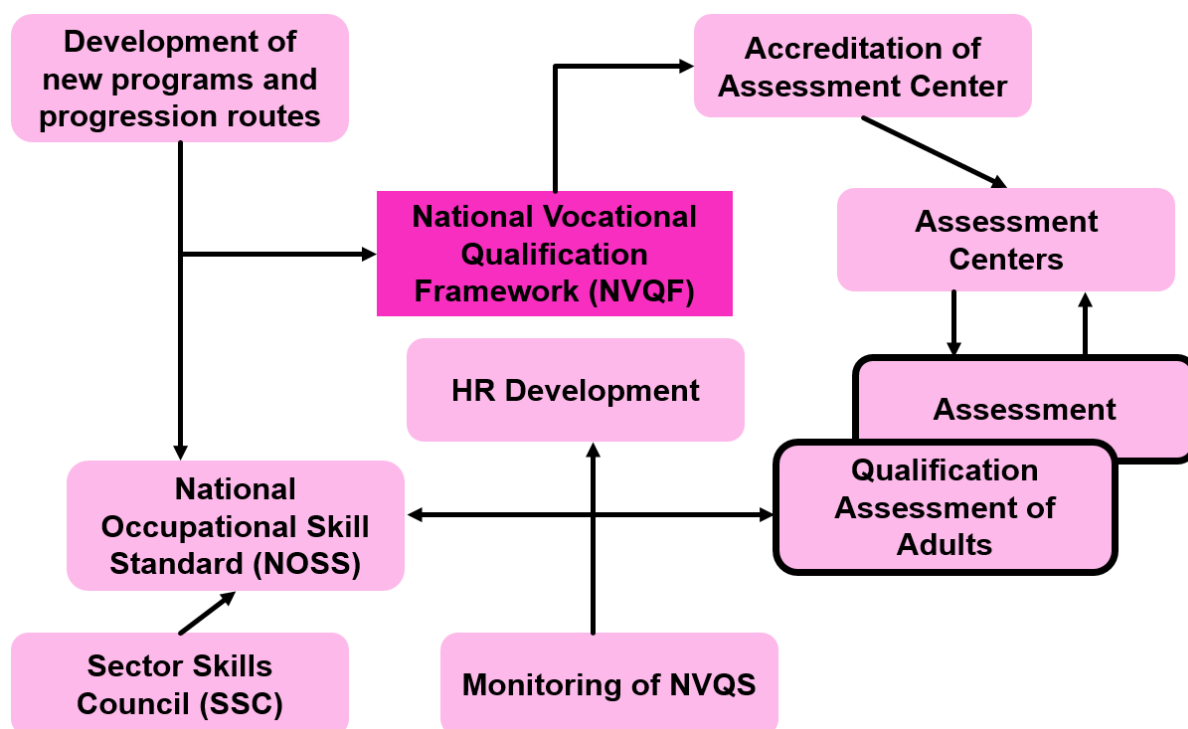 Development of
new programs and
progression routes
Accreditation of
Assessment Center
National Vocational
Qualification
Framework (NVQF)
Assessment
Centers
HR Development
Assessment
National
Occupational Skill
Standard (NOSS)
Qualification
Assessment of
Adults
Sector Skills
Council (SSC)
Monitoring of NVQS